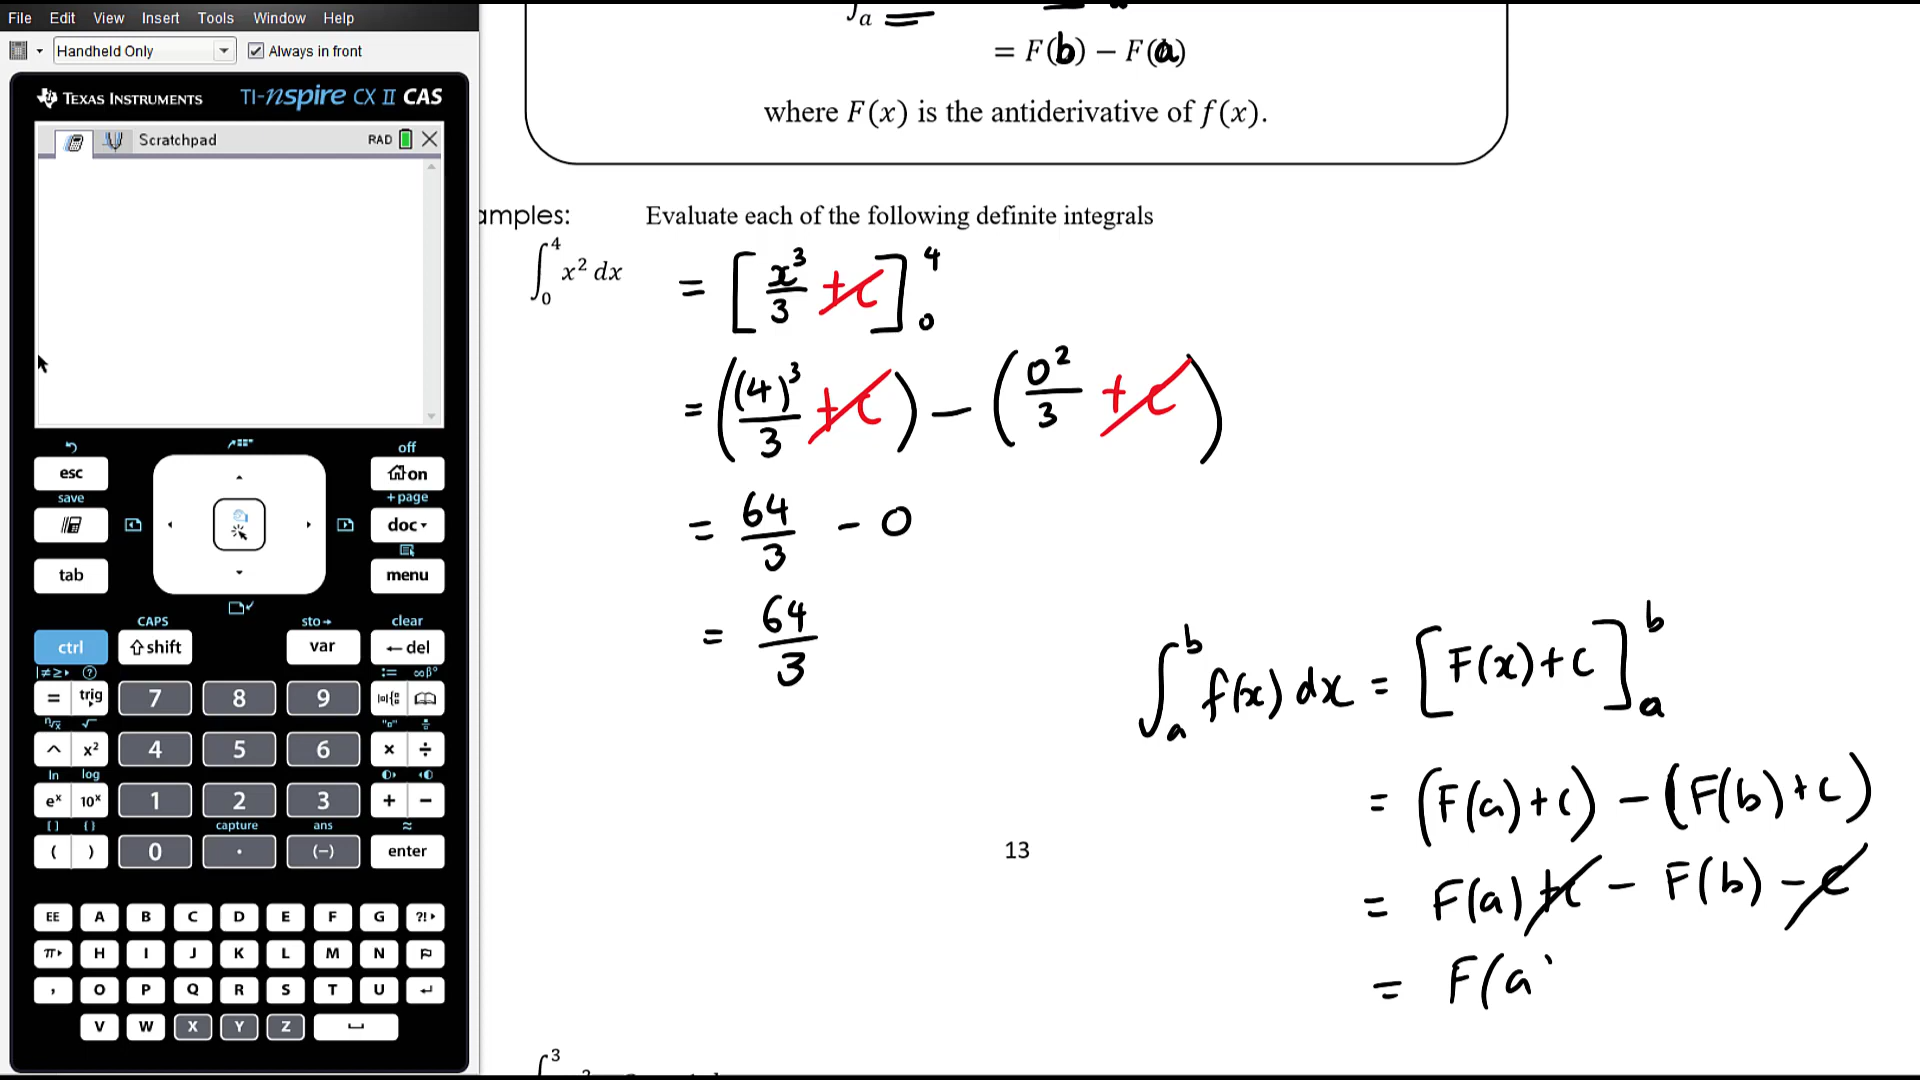 File Edit View Insert Tools Window Help
Handheld Only Always in front
TEXAS INSTRUMENTS TI-nspire CX II CAS
Scratchpad RAD
esc off on
save + page
doc
tab menu
CAPS sto→ clear
ctrl ⇧shift var ←del
|≠≥▸ ? := ∞β°
= trig 7 8 9
ⁿ√x √
^ x² 4 5 6 × ÷
ln log
eˣ 10ˣ 1 2 3 + −
[ ] { } capture ans ≈
( ) 0 . (−) enter
EE A B C D E F G ?!▸
π▸ H I J K L M N
, O P Q R S T U ↵
V W X Y Z
∫ₐ
= F(b) − F(a)
where F(x) is the antiderivative of f(x).
amples: Evaluate each of the following definite integrals
∫₀⁴ x² dx = [x³/3 +c]₀⁴
= ((4)³/3 +c) − (0²/3 +c)
= 64/3 − 0
= 64/3
∫ₐᵇ f(x) dx = [F(x)+c]ₐᵇ
= (F(a)+c) − (F(b)+c)
= F(a) +c − F(b) − c
= F(a
13
∫³